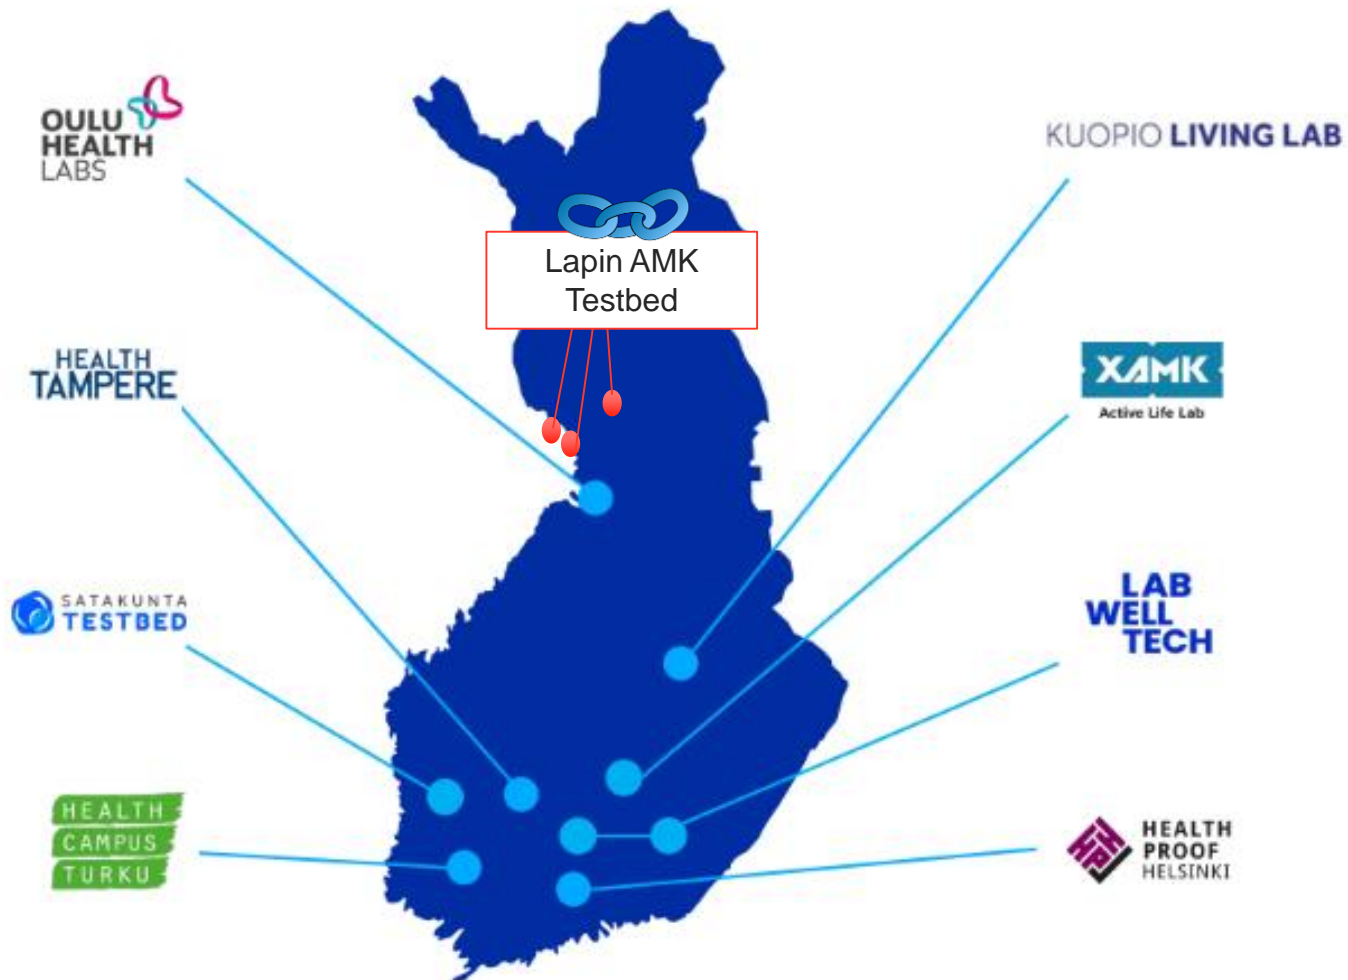 OULU
HEALTH
LABS
KUOPIO LIVING LAB
Lapin AMK
Testbed
HEALTH
TAMPERE
XAMK
Active Life Lab
SATAKUNTA
TESTBED
LAB
WELL
TECH
HEALTH
CAMPUS
TURKU
HHP
HEALTH
PROOF
HELSINKI